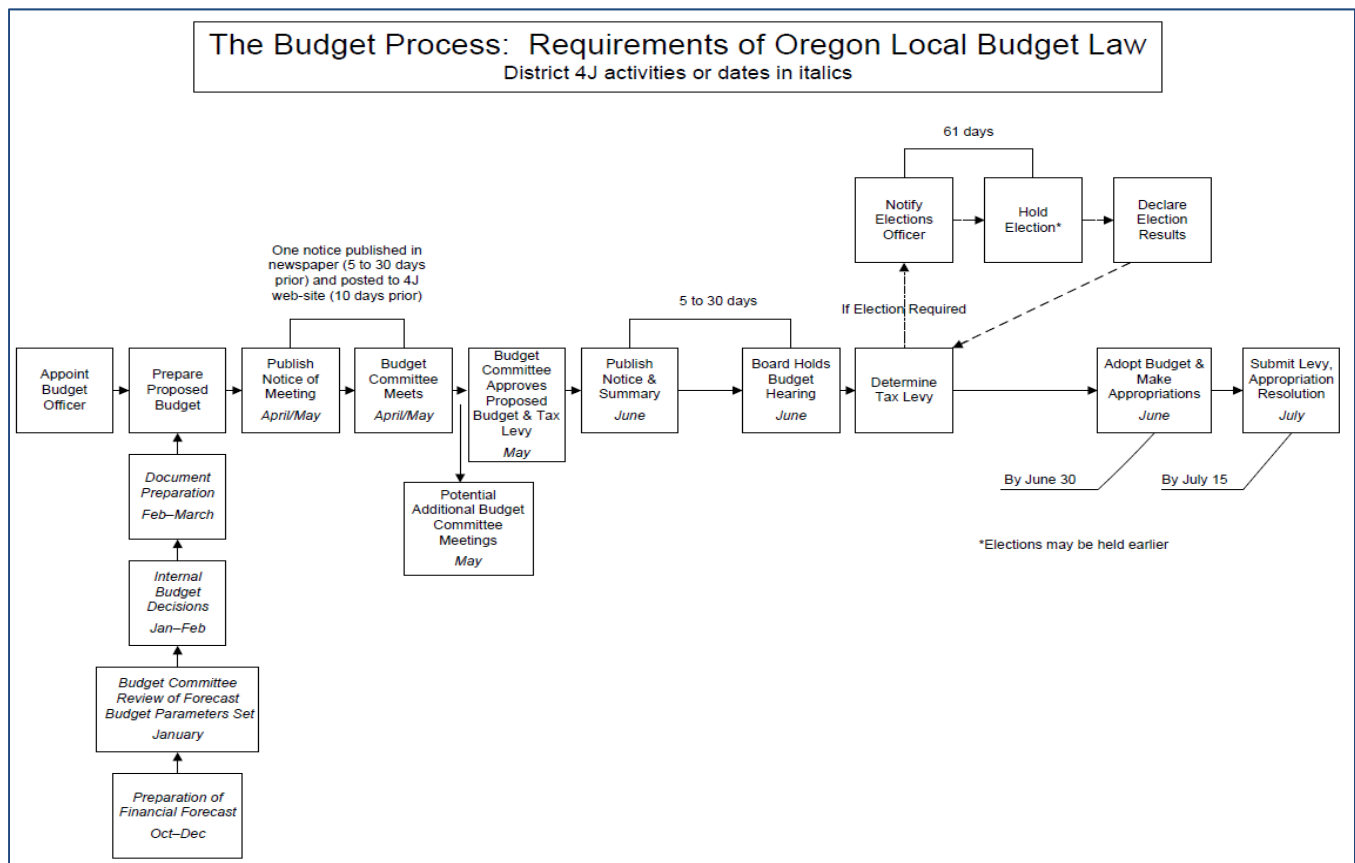 The Budget Process:  Requirements of Oregon Local Budget Law
District 4J activities or dates in italics
61 days
Notify
Elections
Officer
Hold
Election*
Declare
Election
Results
One notice published in
newspaper (5 to 30 days
prior) and posted to 4J
web-site (10 days prior)
5 to 30 days
If Election Required
Appoint
Budget
Officer
Prepare
Proposed
Budget
Publish
Notice of
Meeting
April/May
Budget
Committee
Meets
April/May
Budget
Committee
Approves
Proposed
Budget & Tax
Levy
May
Publish
Notice &
Summary
June
Board Holds
Budget
Hearing
June
Determine
Tax Levy
Adopt Budget &
Make
Appropriations
June
Submit Levy,
Appropriation
Resolution
July
By June 30
By July 15
Document
Preparation
Feb–March
Potential
Additional Budget
Committee
Meetings
May
*Elections may be held earlier
Internal
Budget
Decisions
Jan–Feb
Budget Committee
Review of Forecast
Budget Parameters Set
January
Preparation of
Financial Forecast
Oct–Dec